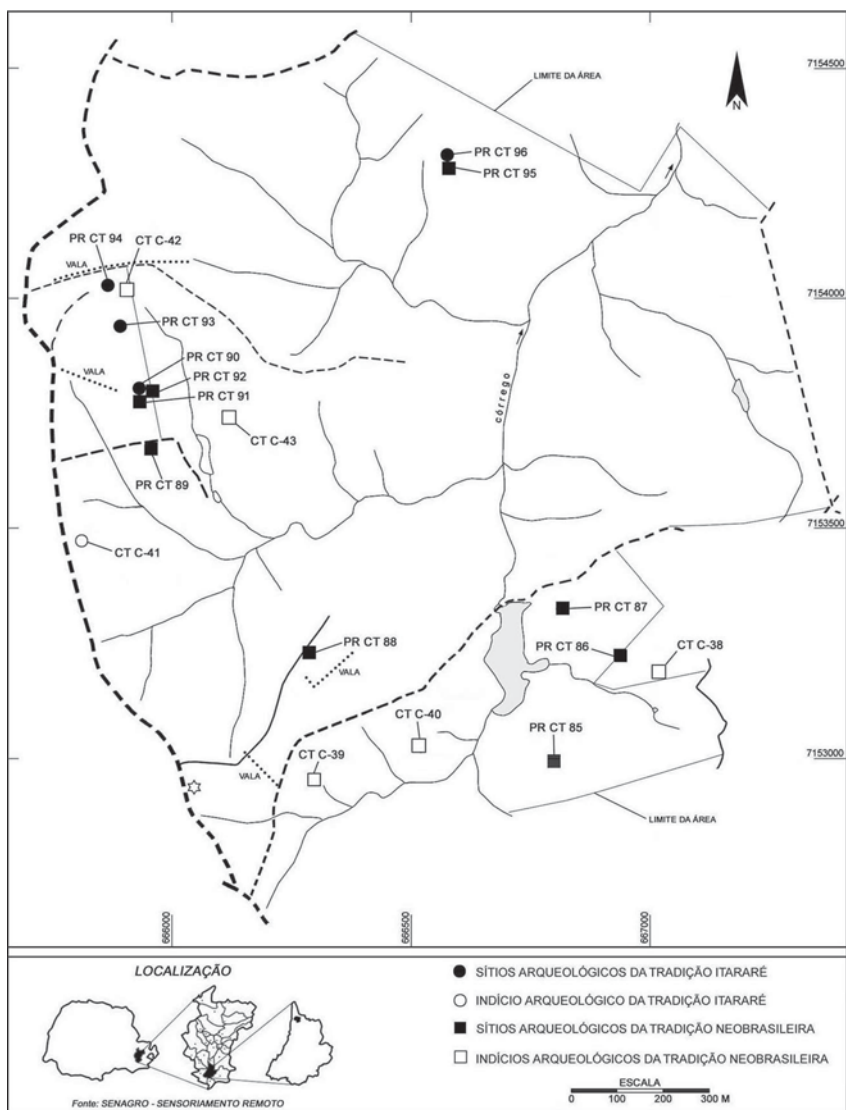 LIMITE DA ÁREA
7154500
N
PR CT 96
PR CT 95
PR CT 94
CT C-42
VALA
7154000
PR CT 93
PR CT 90
PR CT 92
PR CT 91
VALA
córrego
CT C-43
PR CT 89
7153500
CT C-41
PR CT 87
PR CT 88
PR CT 86
CT C-38
VALA
CT C-40
PR CT 85
CT C-39
VALA
7153000
LIMITE DA ÁREA
666000
666500
667000
LOCALIZAÇÃO
Fonte: SENAGRO - SENSORIAMENTO REMOTO
SÍTIOS ARQUEOLÓGICOS DA TRADIÇÃO ITARARÉ
INDÍCIO ARQUEOLÓGICO DA TRADIÇÃO ITARARÉ
SÍTIOS ARQUEOLÓGICOS DA TRADIÇÃO NEOBRASILEIRA
INDÍCIOS ARQUEOLÓGICOS DA TRADIÇÃO NEOBRASILEIRA
ESCALA
0 100 200 300 M